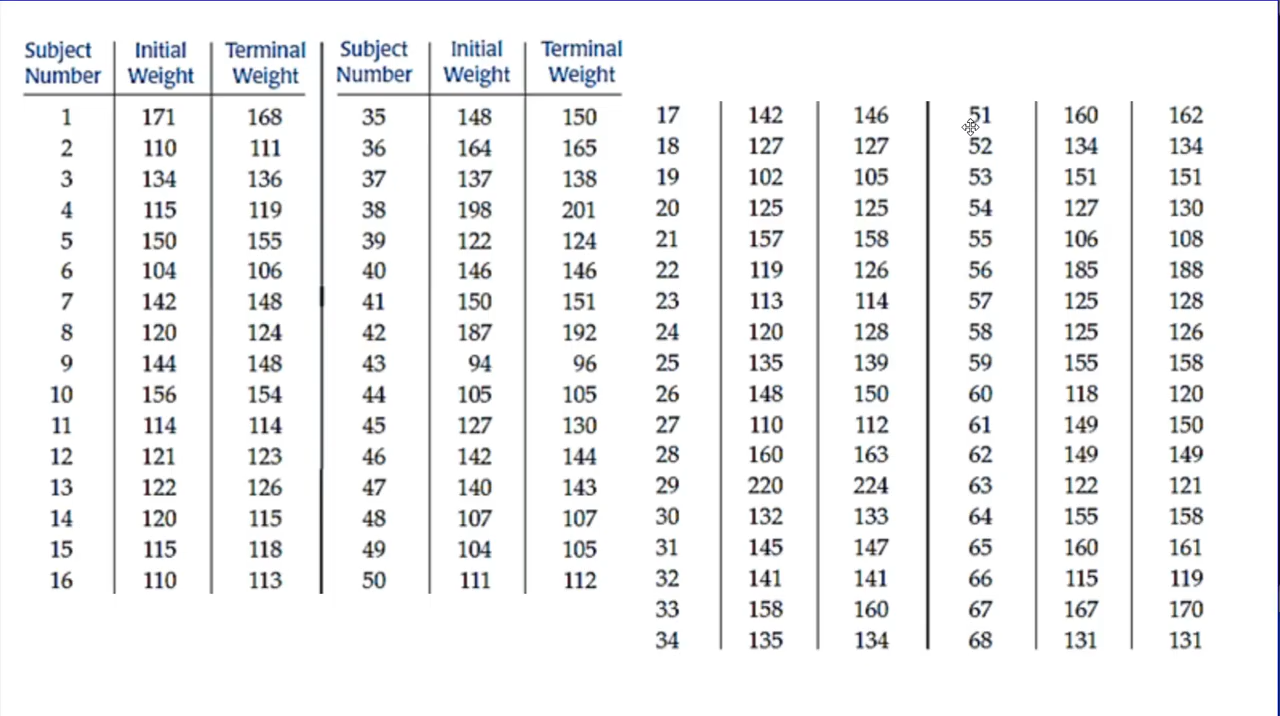 Subject Number Initial Weight Terminal Weight Subject Number Initial Weight Terminal Weight
1 171 168 35 148 150
2 110 111 36 164 165
3 134 136 37 137 138
4 115 119 38 198 201
5 150 155 39 122 124
6 104 106 40 146 146
7 142 148 41 150 151
8 120 124 42 187 192
9 144 148 43 94 96
10 156 154 44 105 105
11 114 114 45 127 130
12 121 123 46 142 144
13 122 126 47 140 143
14 120 115 48 107 107
15 115 118 49 104 105
16 110 113 50 111 112
17 142 146 51 160 162
18 127 127 52 134 134
19 102 105 53 151 151
20 125 125 54 127 130
21 157 158 55 106 108
22 119 126 56 185 188
23 113 114 57 125 128
24 120 128 58 125 126
25 135 139 59 155 158
26 148 150 60 118 120
27 110 112 61 149 150
28 160 163 62 149 149
29 220 224 63 122 121
30 132 133 64 155 158
31 145 147 65 160 161
32 141 141 66 115 119
33 158 160 67 167 170
34 135 134 68 131 131